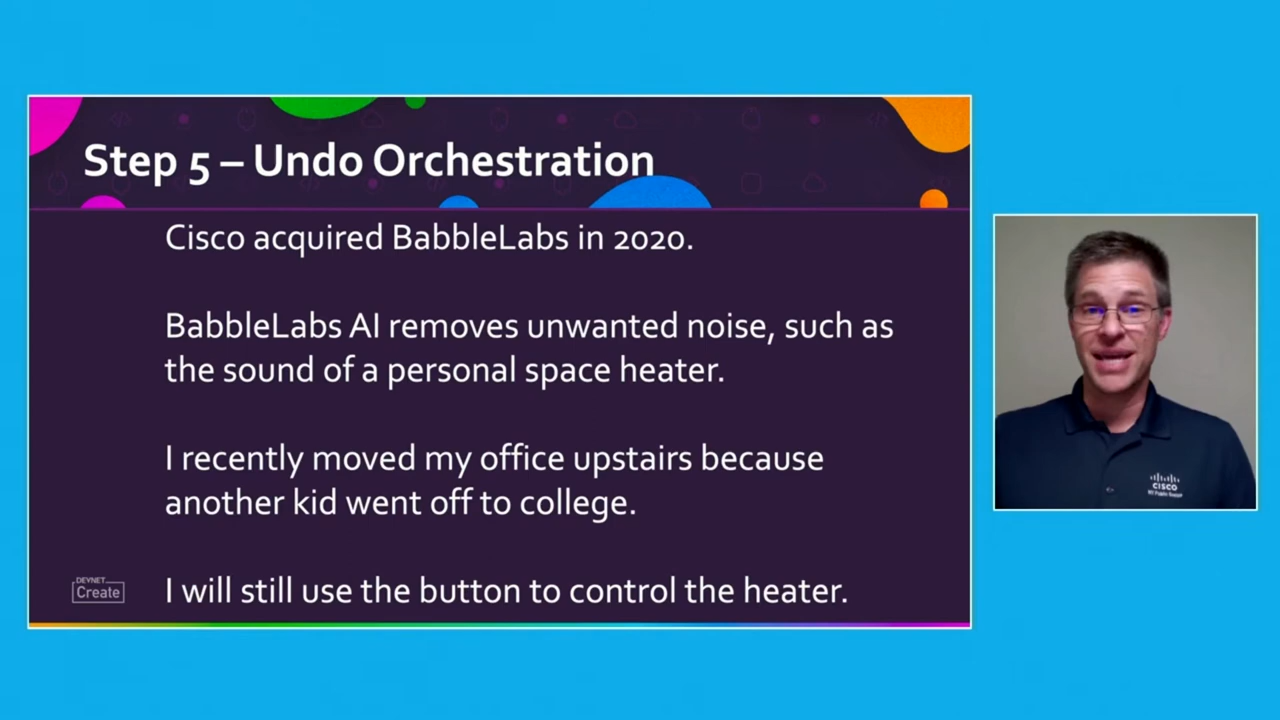 Step 5 – Undo Orchestration
Cisco acquired BabbleLabs in 2020.
BabbleLabs AI removes unwanted noise, such as
the sound of a personal space heater.
I recently moved my office upstairs because
another kid went off to college.
I will still use the button to control the heater.
DEVNET
Create
CISCO